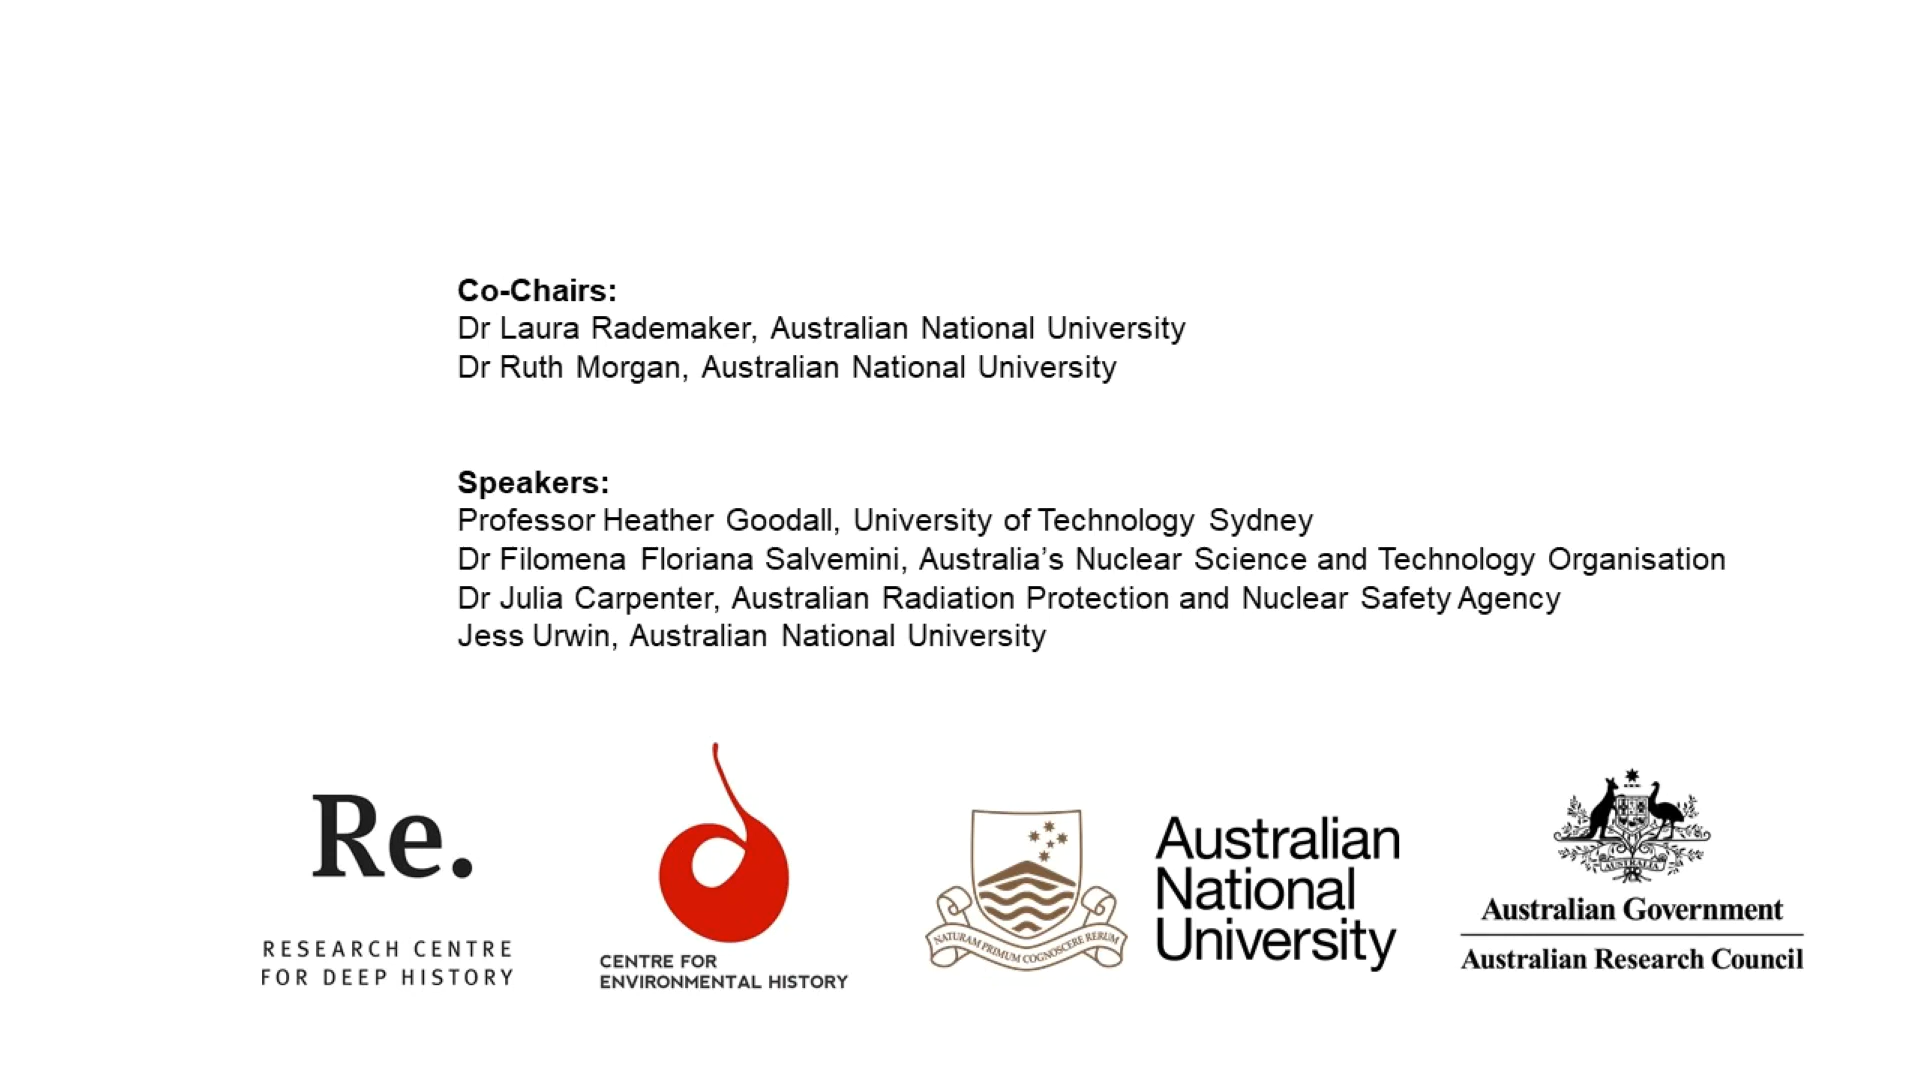 Co-Chairs:
Dr Laura Rademaker, Australian National University
Dr Ruth Morgan, Australian National University
Speakers:
Professor Heather Goodall, University of Technology Sydney
Dr Filomena Floriana Salvemini, Australia’s Nuclear Science and Technology Organisation
Dr Julia Carpenter, Australian Radiation Protection and Nuclear Safety Agency
Jess Urwin, Australian National University
Re.
RESEARCH CENTRE
FOR DEEP HISTORY
CENTRE FOR
ENVIRONMENTAL HISTORY
NATURAM PRIMUM COGNOSCERE RERUM
Australian
National
University
AUSTRALIA
Australian Government
Australian Research Council